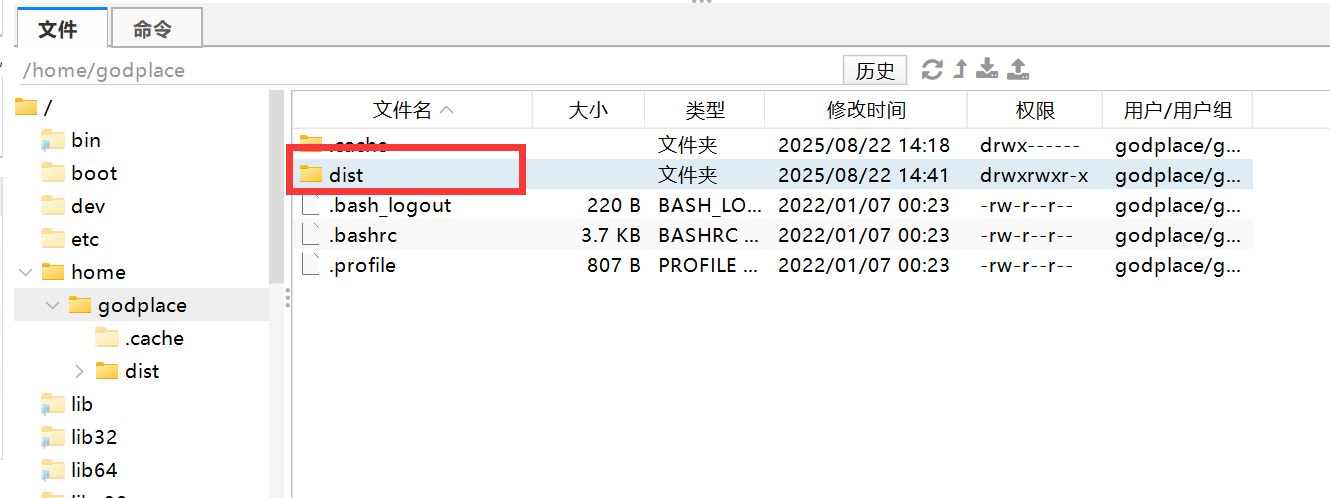 文件 命令
/home/godplace 历史
/
bin
boot
dev
etc
home
godplace
.cache
dist
lib
lib32
lib64
文件名 大小 类型 修改时间 权限 用户/用户组
.cache 文件夹 2025/08/22 14:18 drwx------ godplace/g...
dist 文件夹 2025/08/22 14:41 drwxrwxr-x godplace/g...
.bash_logout 220 B BASH_LO... 2022/01/07 00:23 -rw-r--r-- godplace/g...
.bashrc 3.7 KB BASHRC ... 2022/01/07 00:23 -rw-r--r-- godplace/g...
.profile 807 B PROFILE ... 2022/01/07 00:23 -rw-r--r-- godplace/g...